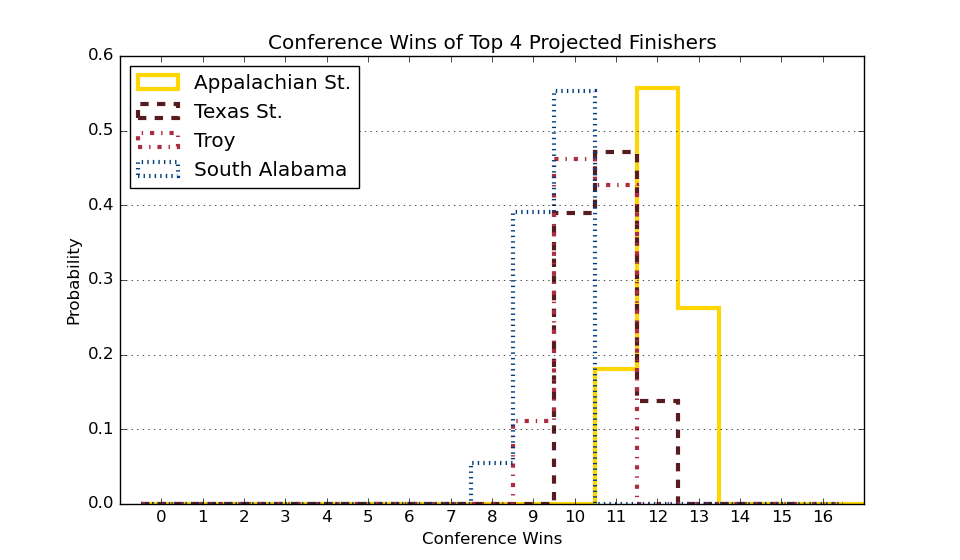 Conference Wins of Top 4 Projected Finishers
0.6
0.5
0.4
0.3
0.2
0.1
0.0
Probability
Appalachian St.
Texas St.
Troy
South Alabama
0 1 2 3 4 5 6 7 8 9 10 11 12 13 14 15 16
Conference Wins